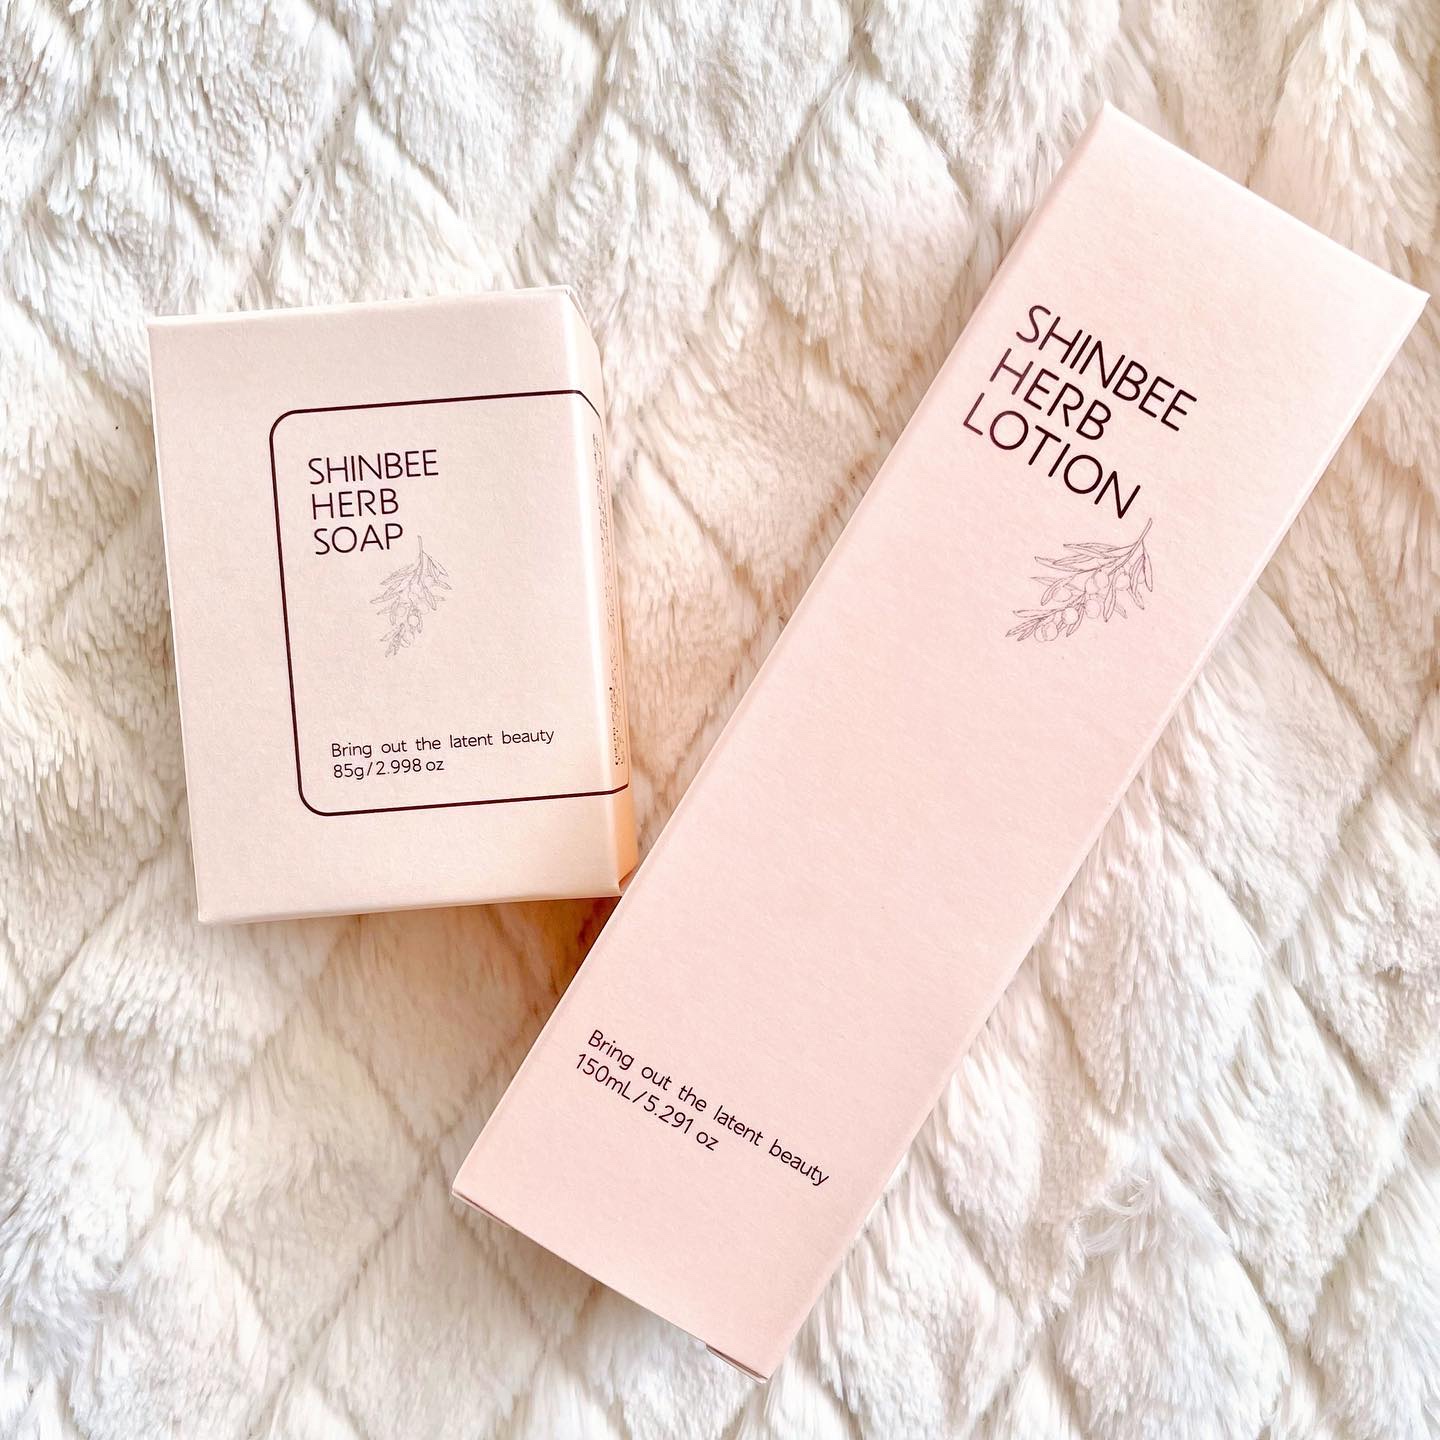 SHINBEE
HERB
SOAP
Bring out the latent beauty
85g/2.998 oz
SHINBEE
HERB
LOTION
Bring out the latent beauty
150mL/5.291 oz